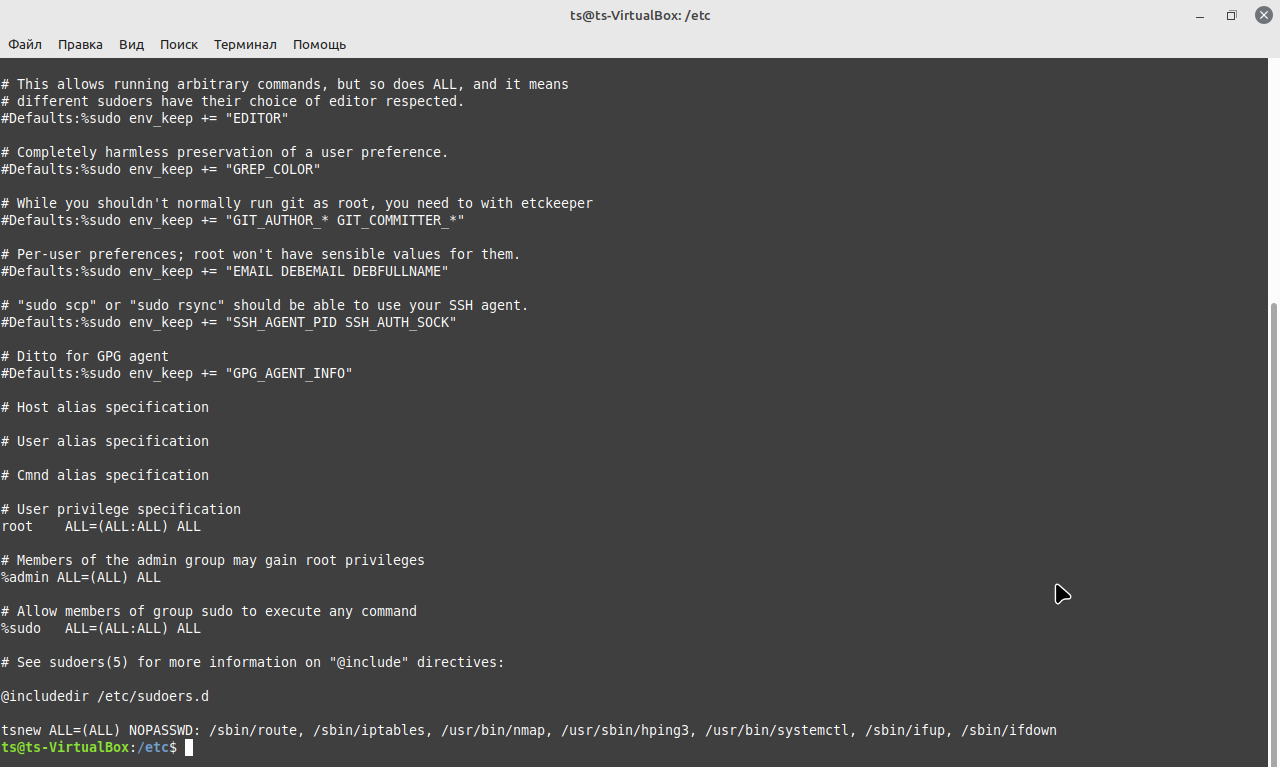 ts@ts-VirtualBox: /etc
Файл Правка Вид Поиск Терминал Помощь
# This allows running arbitrary commands, but so does ALL, and it means
# different sudoers have their choice of editor respected.
#Defaults:%sudo env_keep += "EDITOR"
# Completely harmless preservation of a user preference.
#Defaults:%sudo env_keep += "GREP_COLOR"
# While you shouldn't normally run git as root, you need to with etckeeper
#Defaults:%sudo env_keep += "GIT_AUTHOR_* GIT_COMMITTER_*"
# Per-user preferences; root won't have sensible values for them.
#Defaults:%sudo env_keep += "EMAIL DEBEMAIL DEBFULLNAME"
# "sudo scp" or "sudo rsync" should be able to use your SSH agent.
#Defaults:%sudo env_keep += "SSH_AGENT_PID SSH_AUTH_SOCK"
# Ditto for GPG agent
#Defaults:%sudo env_keep += "GPG_AGENT_INFO"
# Host alias specification
# User alias specification
# Cmnd alias specification
# User privilege specification
root    ALL=(ALL:ALL) ALL
# Members of the admin group may gain root privileges
%admin ALL=(ALL) ALL
# Allow members of group sudo to execute any command
%sudo   ALL=(ALL:ALL) ALL
# See sudoers(5) for more information on "@include" directives:
@includedir /etc/sudoers.d
tsnew ALL=(ALL) NOPASSWD: /sbin/route, /sbin/iptables, /usr/bin/nmap, /usr/sbin/hping3, /usr/bin/systemctl, /sbin/ifup, /sbin/ifdown
ts@ts-VirtualBox:/etc$